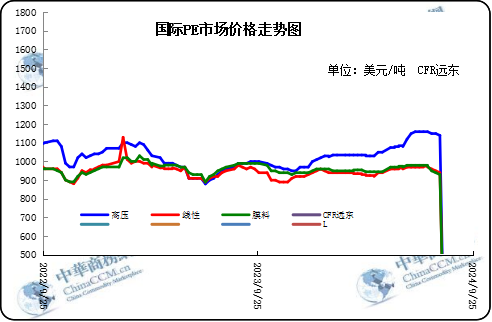 国际PE市场价格走势图
单位：美元/吨 CFR远东
1800
1700
1600
1500
1400
1300
1200
1100
1000
900
800
700
600
500
高压 线性 膜料 CFR远东
L
2022/9/25 2023/9/25 2024/9/25
中華商務
ChinaCCM.cn
China Commodity Marketplace